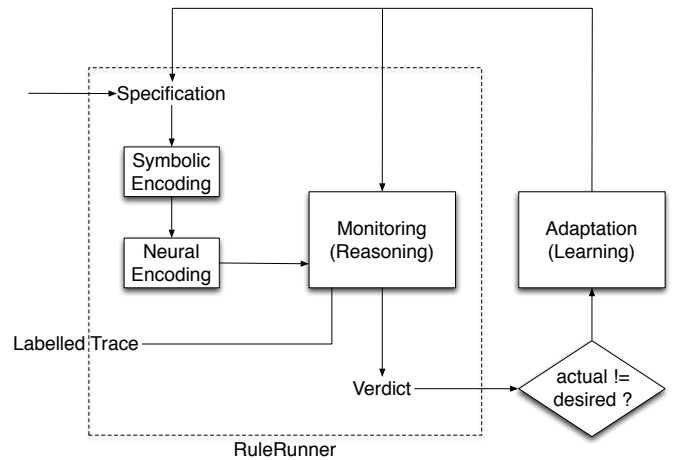 Specification
Symbolic
Encoding
Neural
Encoding
Monitoring
(Reasoning)
Adaptation
(Learning)
Labelled Trace
Verdict
actual !=
desired ?
RuleRunner